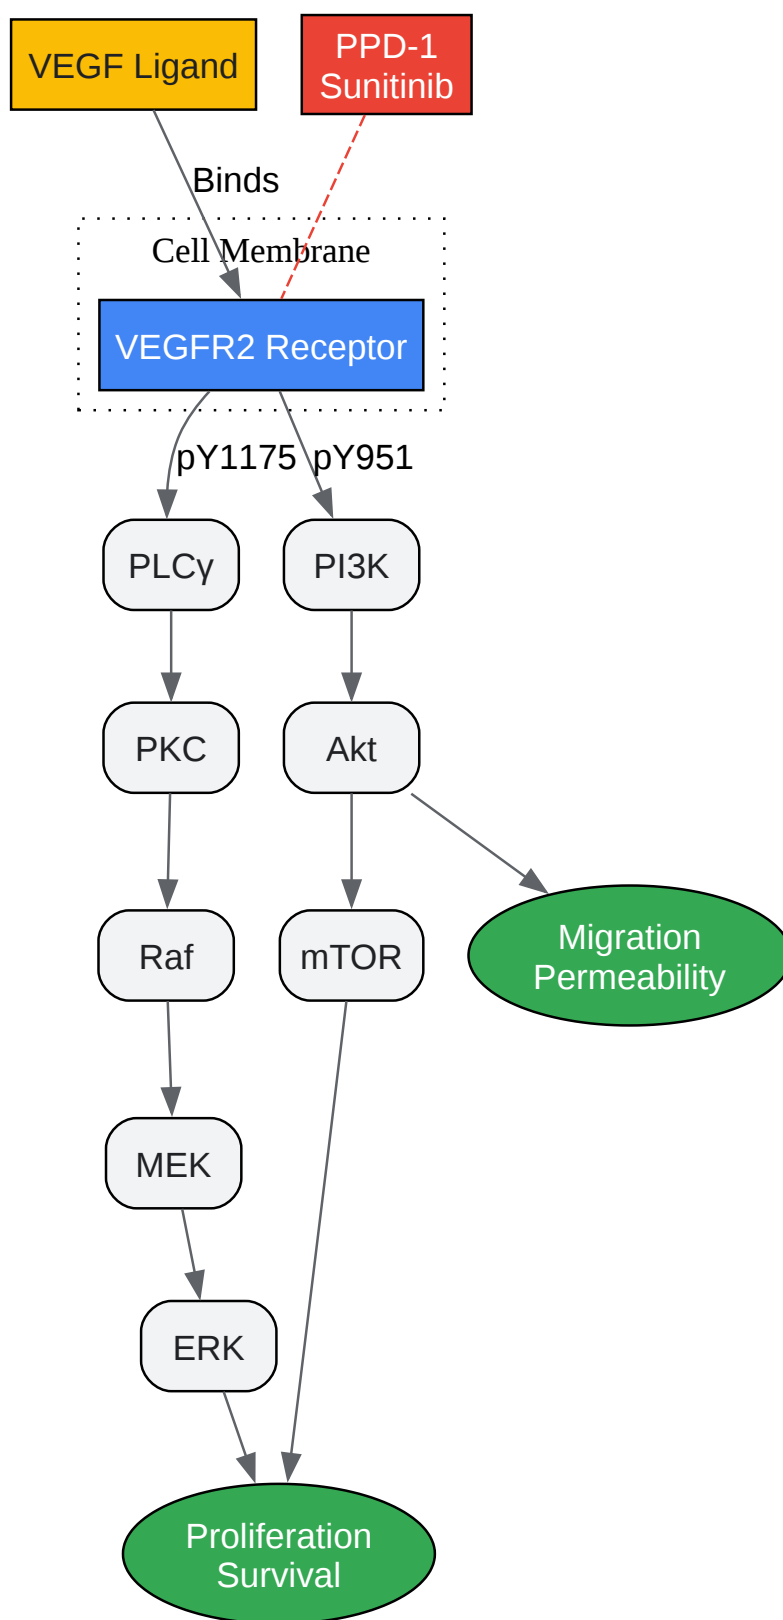 VEGF Ligand
PPD-1
Sunitinib
Binds
Cell Membrane
VEGFR2 Receptor
pY1175
pY951
PLCγ
PI3K
PKC
Akt
Raf
mTOR
Migration
Permeability
MEK
ERK
Proliferation
Survival